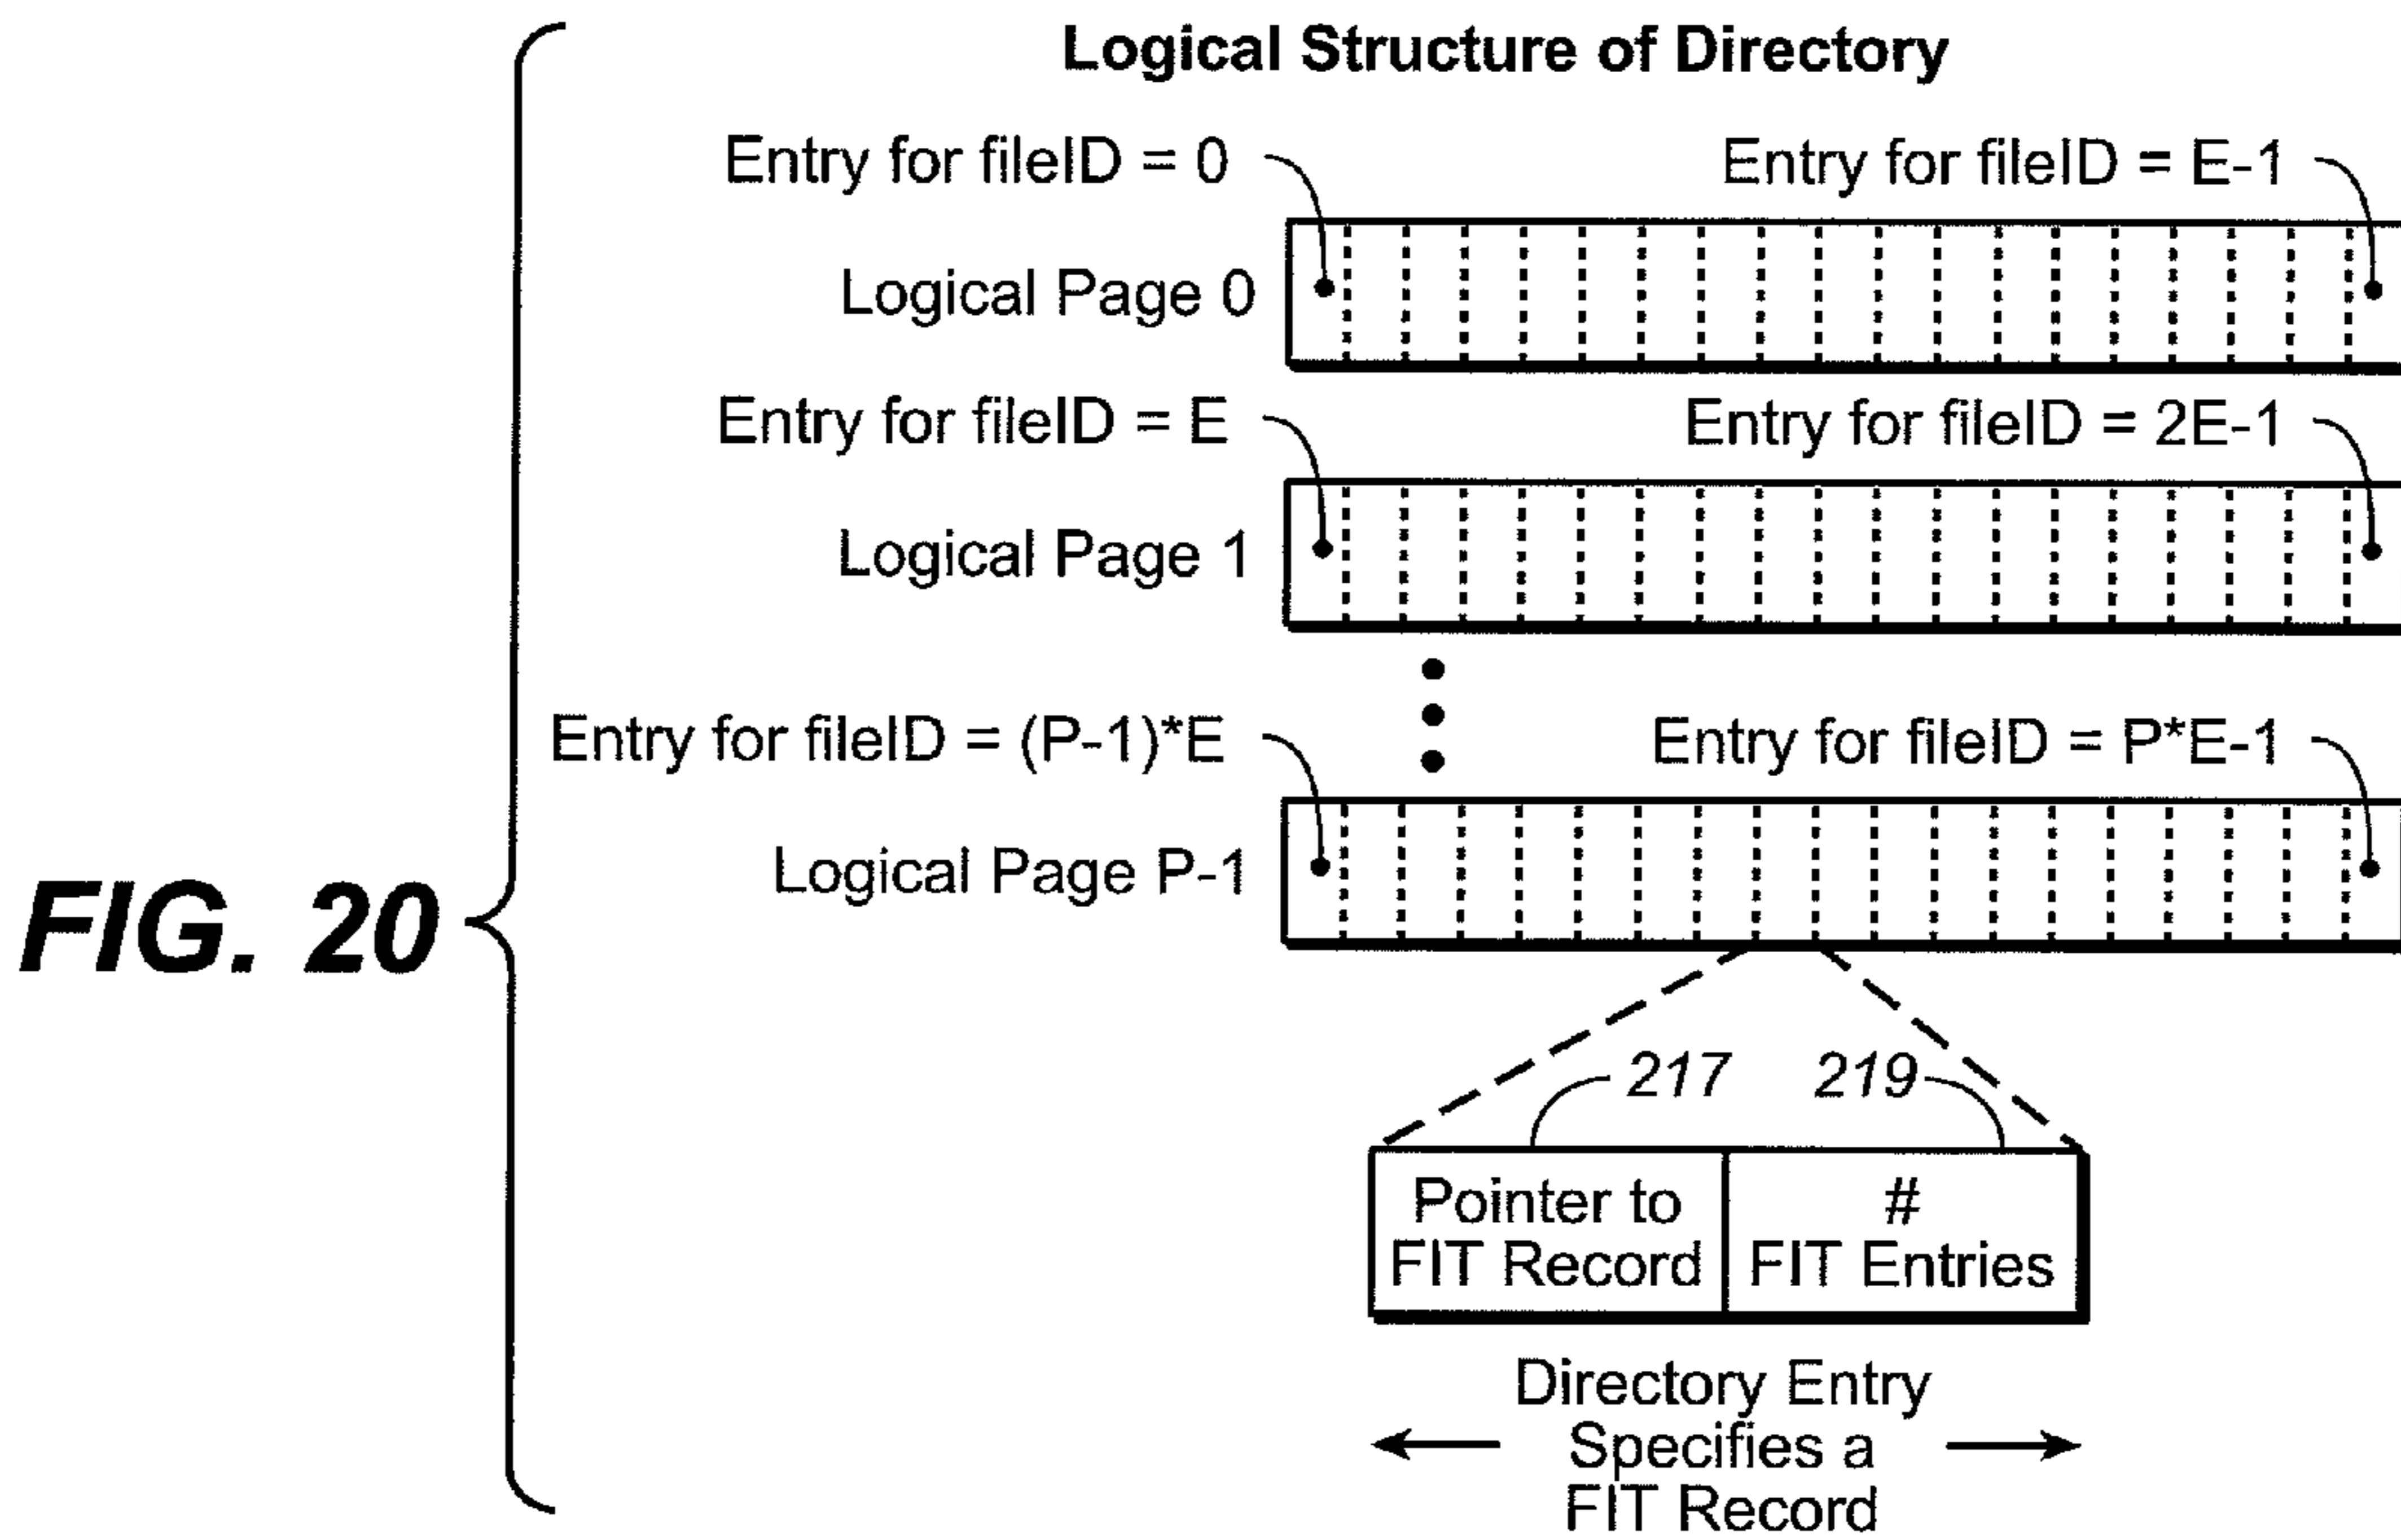 Logical Structure of Directory
Entry for fileID = 0
Entry for fileID = E-1
Logical Page 0
Entry for fileID = E
Entry for fileID = 2E-1
Logical Page 1
Entry for fileID = (P-1)*E
Entry for fileID = P*E-1
Logical Page P-1
FIG. 20
217
219
Pointer to
FIT Record
#
FIT Entries
Directory Entry
Specifies a
FIT Record